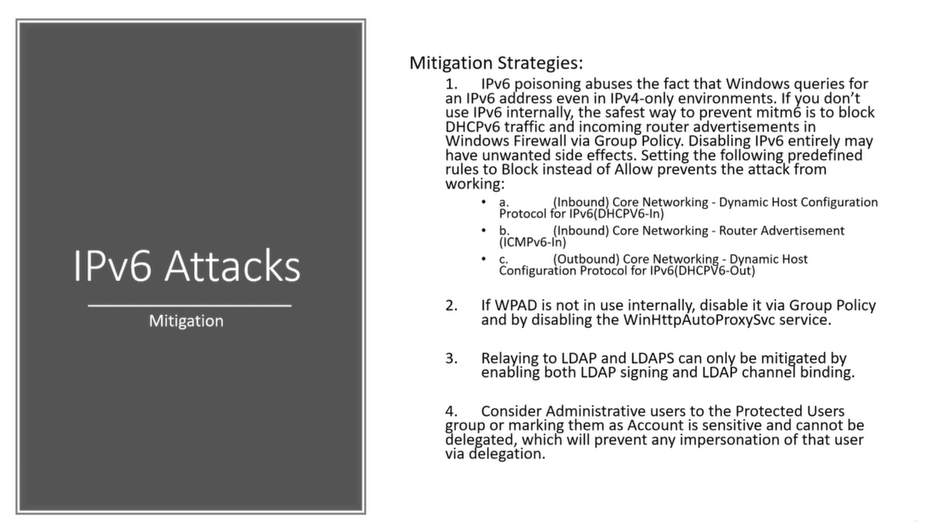 IPv6 Attacks
Mitigation
Mitigation Strategies:
1. IPv6 poisoning abuses the fact that Windows queries for
an IPv6 address even in IPv4-only environments. If you don’t
use IPv6 internally, the safest way to prevent mitm6 is to block
DHCPv6 traffic and incoming router advertisements in
Windows Firewall via Group Policy. Disabling IPv6 entirely may
have unwanted side effects. Setting the following predefined
rules to Block instead of Allow prevents the attack from
working:
• a. (Inbound) Core Networking - Dynamic Host Configuration
Protocol for IPv6(DHCPV6-In)
• b. (Inbound) Core Networking - Router Advertisement
(ICMPv6-In)
• c. (Outbound) Core Networking - Dynamic Host
Configuration Protocol for IPv6(DHCPV6-Out)
2. If WPAD is not in use internally, disable it via Group Policy
and by disabling the WinHttpAutoProxySvc service.
3. Relaying to LDAP and LDAPS can only be mitigated by
enabling both LDAP signing and LDAP channel binding.
4. Consider Administrative users to the Protected Users
group or marking them as Account is sensitive and cannot be
delegated, which will prevent any impersonation of that user
via delegation.